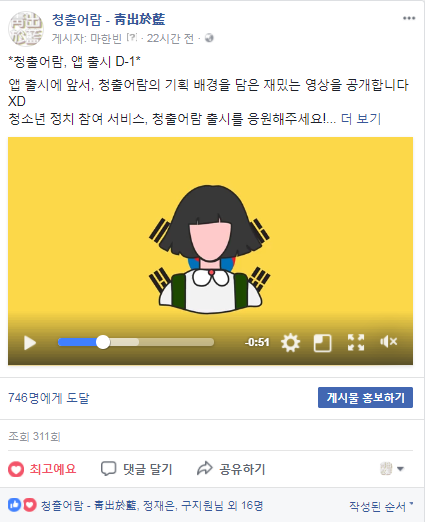 청출어람 - 靑出於藍
게시자: 마한빈 [?] · 22시간 전 ·
*청출어람, 앱 출시 D-1*
앱 출시에 앞서, 청출어람의 기획 배경을 담은 재밌는 영상을 공개합니다
XD
청소년 정치 참여 서비스, 청출어람 출시를 응원해주세요!... 더 보기
-0:51
746명에게 도달
게시물 홍보하기
조회 311회
최고예요 댓글 달기 공유하기
청출어람 - 靑出於藍, 정재은, 구지원님 외 16명
작성된 순서